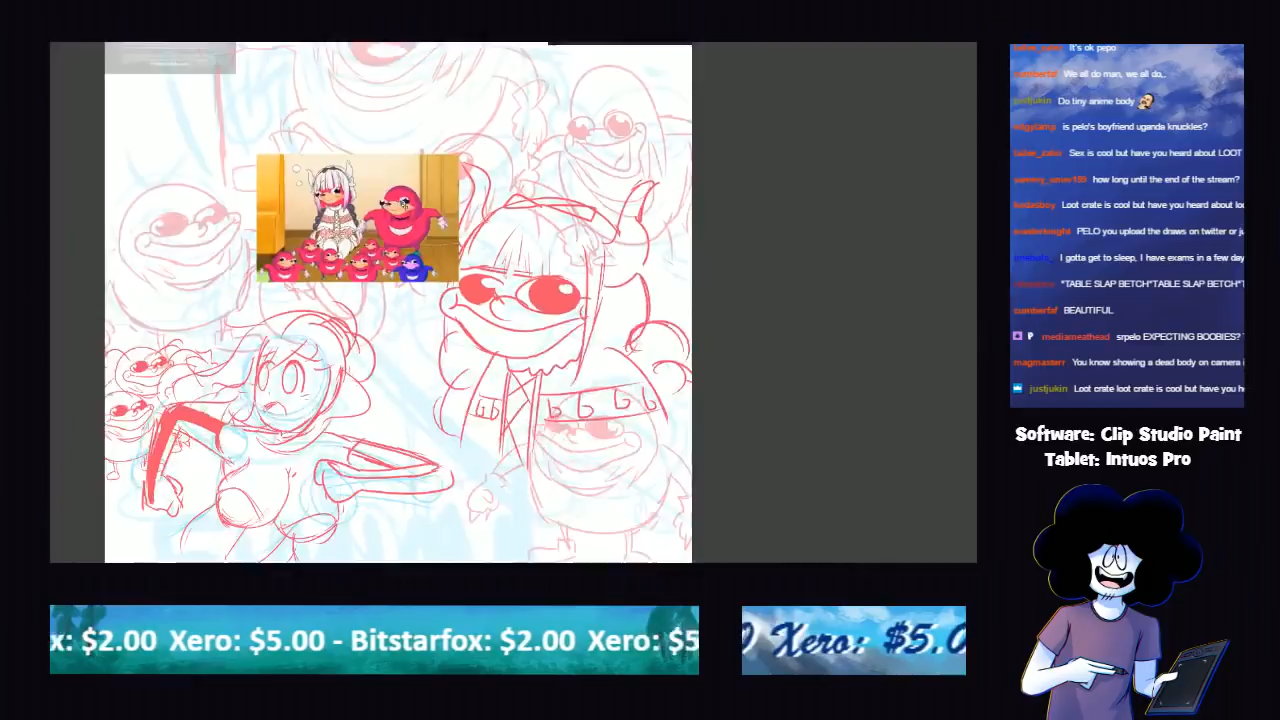 It's ok pepo
We all do man, we all do..
justjukin Do tiny anime body
edgylamp is pelo's boyfriend uganda knuckles?
Sex is cool but have you heard about LOOT
how long until the end of the stream?
Loot crate is cool but have you heard about
PELO you upload the draws on twitter or
I gotta get to sleep, I have exams in a few day
*TABLE SLAP BETCH*TABLE SLAP BETCH*
BEAUTIFUL
P mediameathead srpelo EXPECTING BOOBIES?
magmasterr You know showing a dead body on camera
justjukin Loot crate loot crate is cool but have you
Software: Clip Studio Paint
Tablet: Intuos Pro
x: $2.00 Xero: $5.00 - Bitstarfox: $2.00 Xero: $5
Xero: $5.0